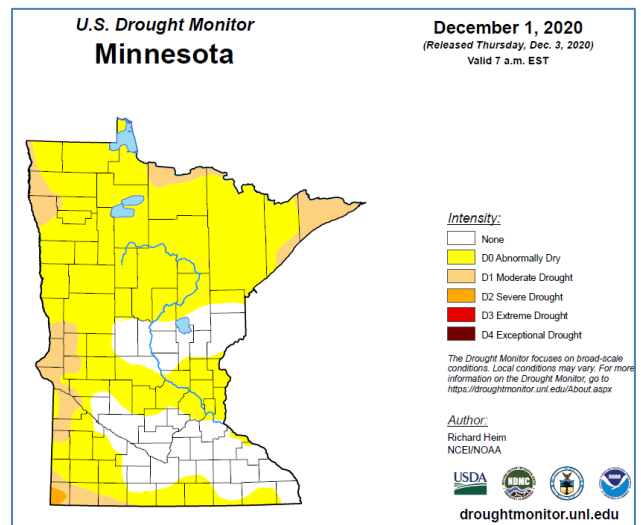 U.S. Drought Monitor
Minnesota
December 1, 2020
(Released Thursday, Dec. 3, 2020)
Valid 7 a.m. EST
Intensity:
None
D0 Abnormally Dry
D1 Moderate Drought
D2 Severe Drought
D3 Extreme Drought
D4 Exceptional Drought
The Drought Monitor focuses on broad-scale
conditions. Local conditions may vary. For more
information on the Drought Monitor, go to
https://droughtmonitor.unl.edu/About.aspx
Author:
Richard Heim
NCEI/NOAA
USDA
NDMC
droughtmonitor.unl.edu